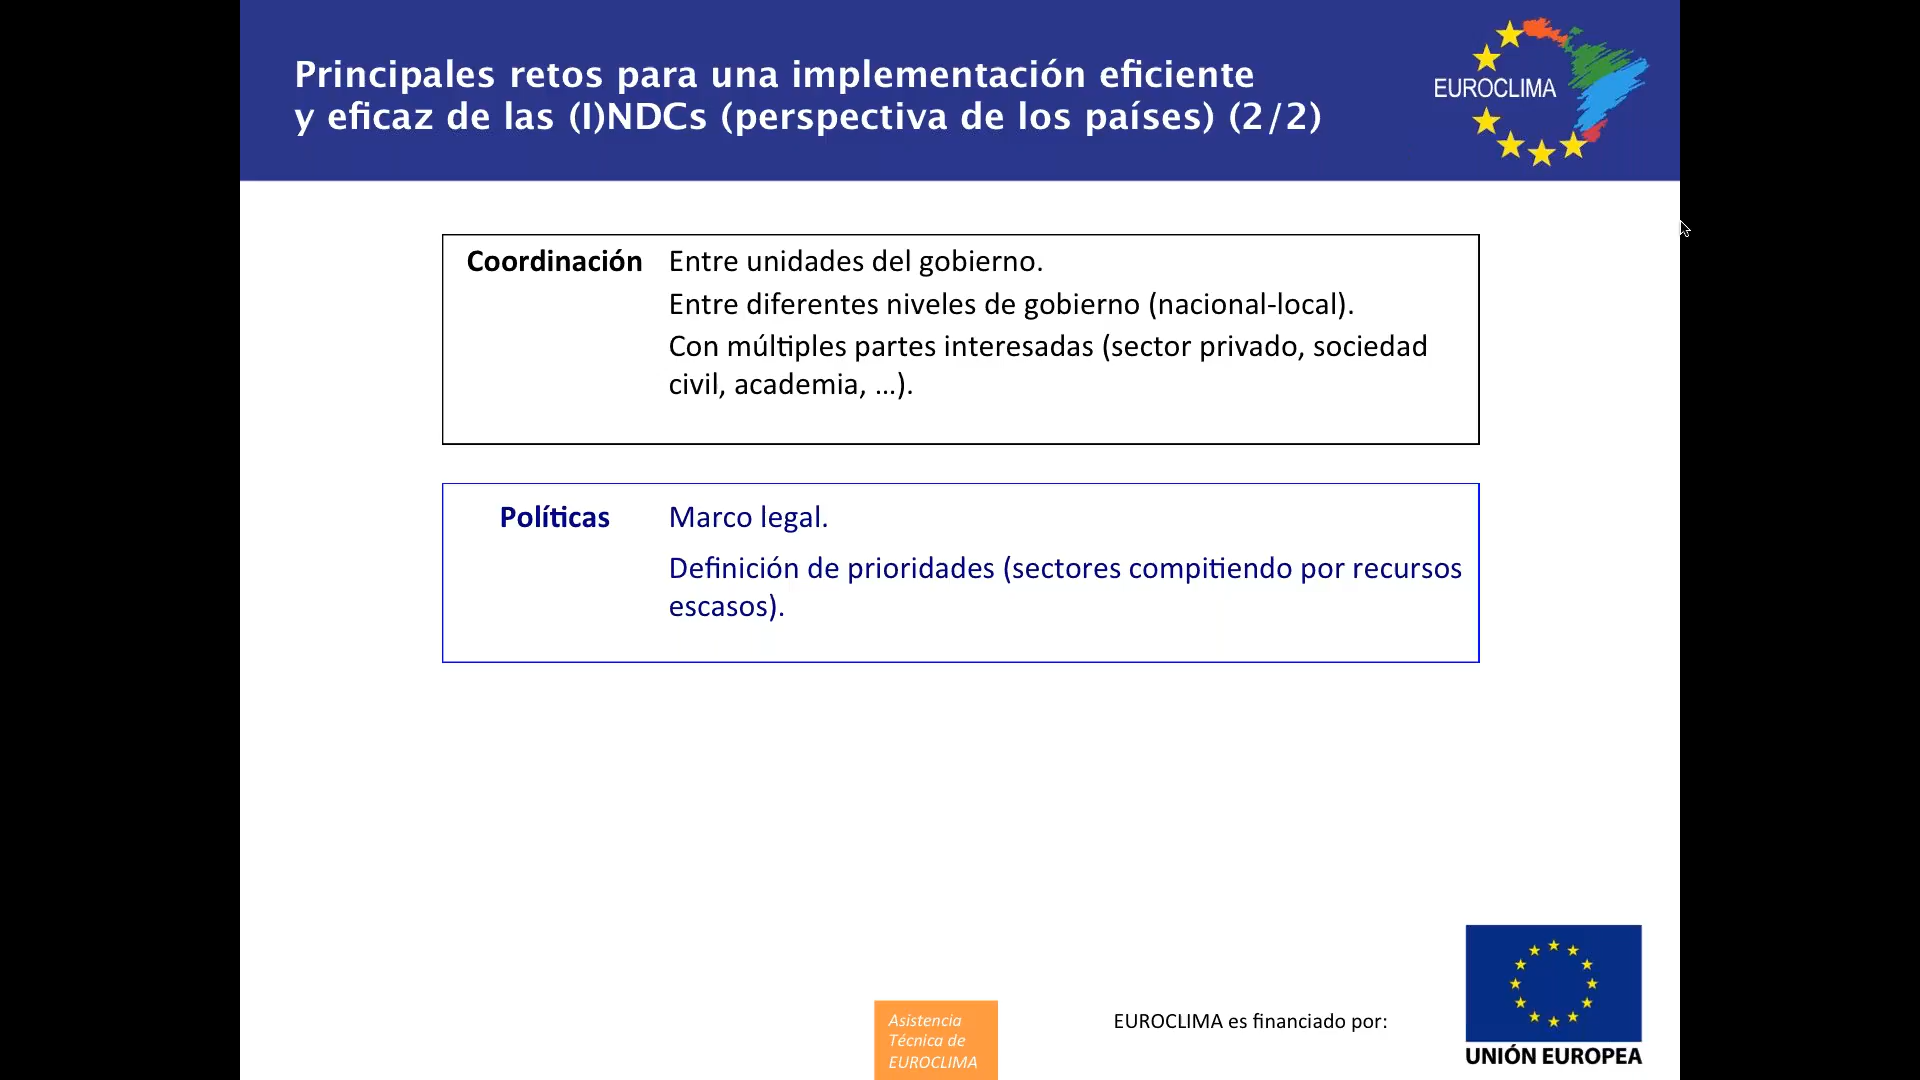 Principales retos para una implementación eficiente
y eficaz de las (I)NDCs (perspectiva de los países) (2/2)
EUROCLIMA
Coordinación Entre unidades del gobierno.
Entre diferentes niveles de gobierno (nacional-local).
Con múltiples partes interesadas (sector privado, sociedad
civil, academia, ...).
Políticas Marco legal.
Definición de prioridades (sectores compitiendo por recursos
escasos).
Asistencia
Técnica de
EUROCLIMA
EUROCLIMA es financiado por:
UNIÓN EUROPEA